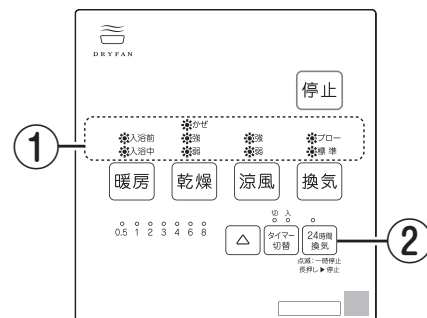 DRYFAN
停止
かぜ
入浴前 強 強 ブロー
入浴中 弱 弱 標準
①
暖房 乾燥 涼風 換気
切 入
0.5 1 2 3 4 6 8
△
タイマー
切替
24時間
換気
②
点滅:一時停止
長押し▶停止